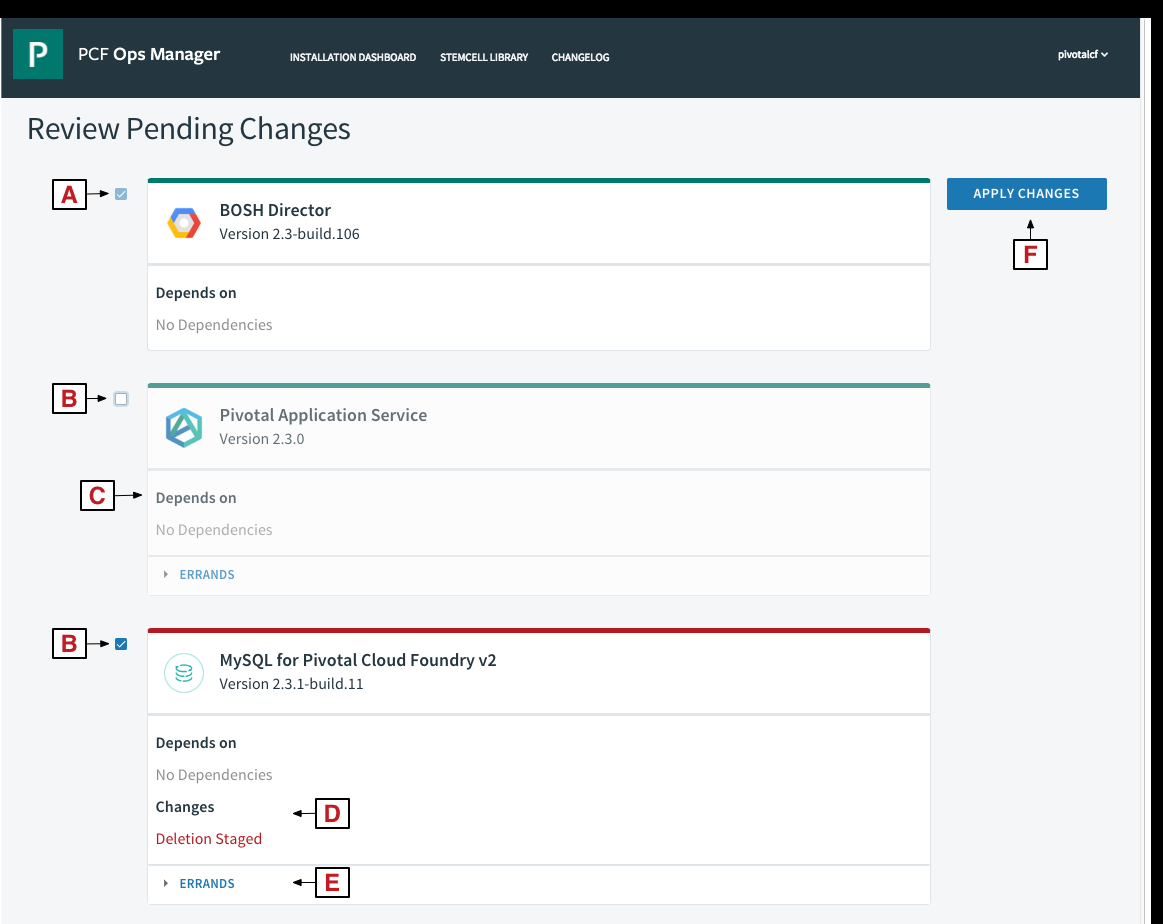 P PCF Ops Manager INSTALLATION DASHBOARD STEMCELL LIBRARY CHANGELOG pivotalcf
Review Pending Changes
A
BOSH Director
Version 2.3-build.106
APPLY CHANGES
F
Depends on
No Dependencies
B
Pivotal Application Service
Version 2.3.0
C
Depends on
No Dependencies
ERRANDS
B
MySQL for Pivotal Cloud Foundry v2
Version 2.3.1-build.11
Depends on
No Dependencies
Changes
D
Deletion Staged
ERRANDS
E